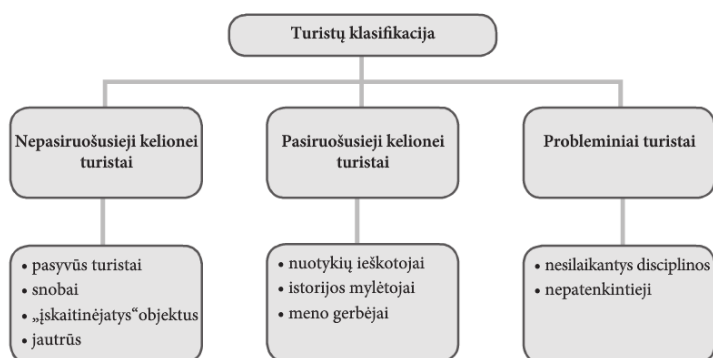 Turistų klasifikacija
Nepasiruošusieji kelionei
turistai
Pasiruošusieji kelionei
turistai
Probleminiai turistai
• pasyvūs turistai
• snobai
• „įskaitinėjatys“objektus
• jautrūs
• nuotykių ieškotojai
• istorijos mylėtojai
• meno gerbėjai
• nesilaikantys disciplinos
• nepatenkintieji